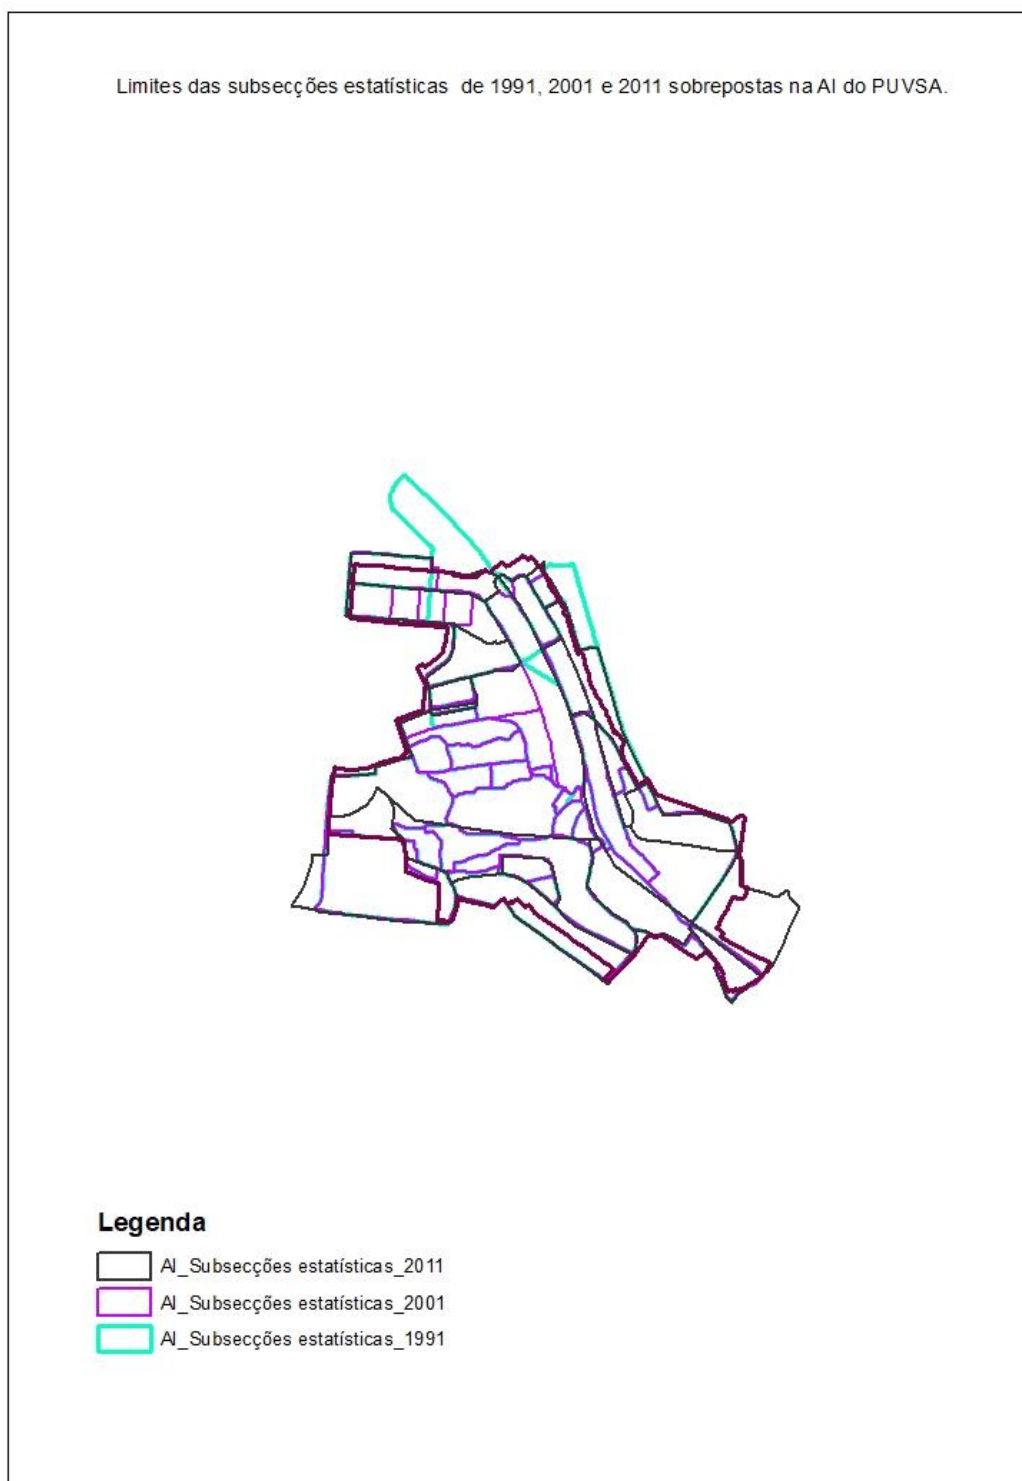 Limites das subsecções estatísticas de 1991, 2001 e 2011 sobrepostas na AI do PUVSA.
Legenda
AI_Subsecções estatísticas_2011
AI_Subsecções estatísticas_2001
AI_Subsecções estatísticas_1991